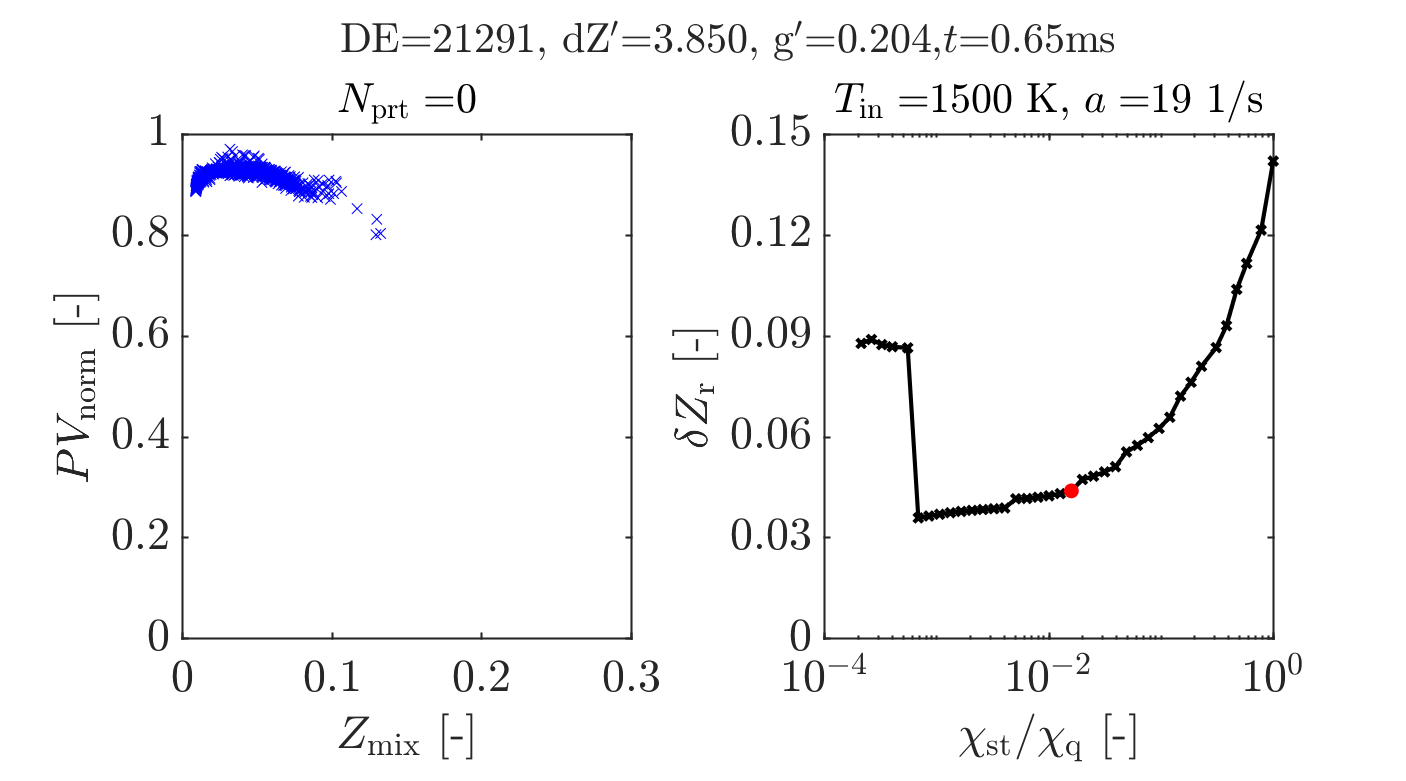 DE=21291, dZ′=3.850, g′=0.204,t=0.65ms
N_prt =0
1
0.8
0.6
0.4
0.2
0
PV_norm [-]
0
0.1
0.2
0.3
Z_mix [-]
T_in =1500 K, a =19 1/s
0.15
0.12
0.09
0.06
0.03
0
δZ_r [-]
10^−4
10^−2
10^0
χ_st/χ_q [-]